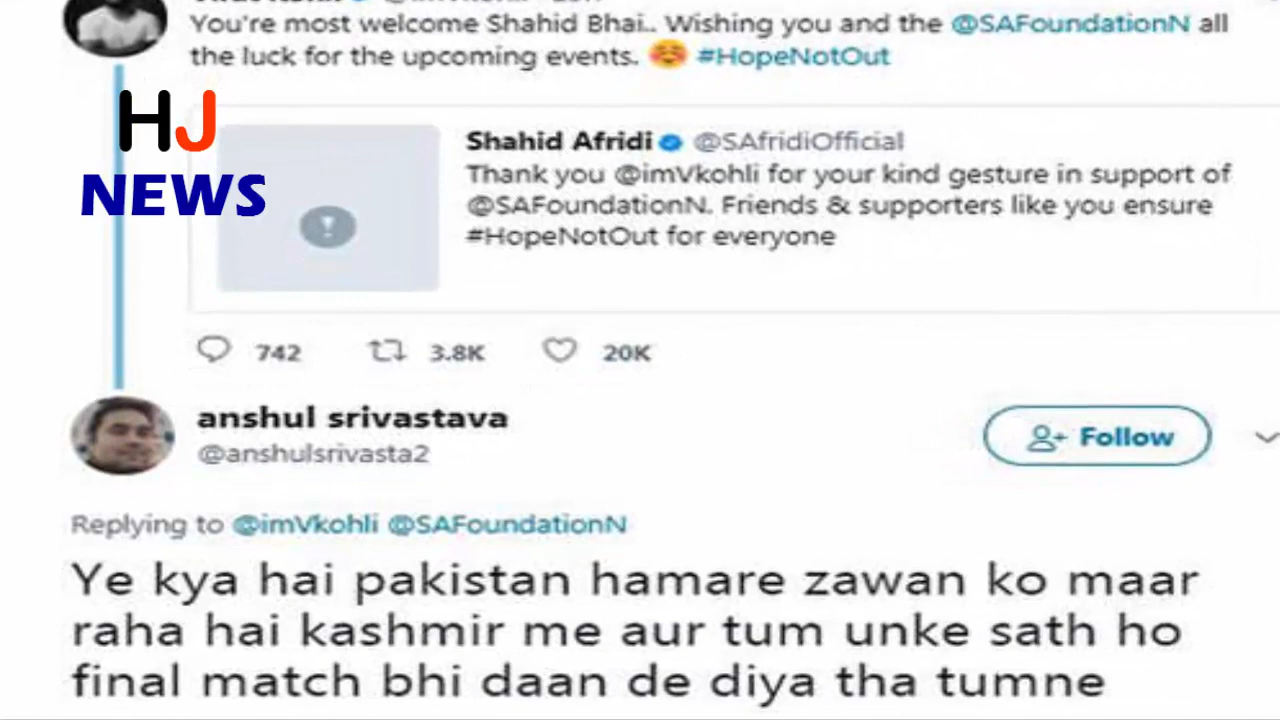 You're most welcome Shahid Bhai.. Wishing you and the @SAFoundationN all
the luck for the upcoming events. ☺️ #HopeNotOut
HJ
NEWS
Shahid Afridi @SAfridiOfficial
Thank you @imVkohli for your kind gesture in support of
@SAFoundationN. Friends & supporters like you ensure
#HopeNotOut for everyone
742 3.8K 20K
anshul srivastava
@anshulsrivasta2
Follow
Replying to @imVkohli @SAFoundationN
Ye kya hai pakistan hamare zawan ko maar
raha hai kashmir me aur tum unke sath ho
final match bhi daan de diya tha tumne